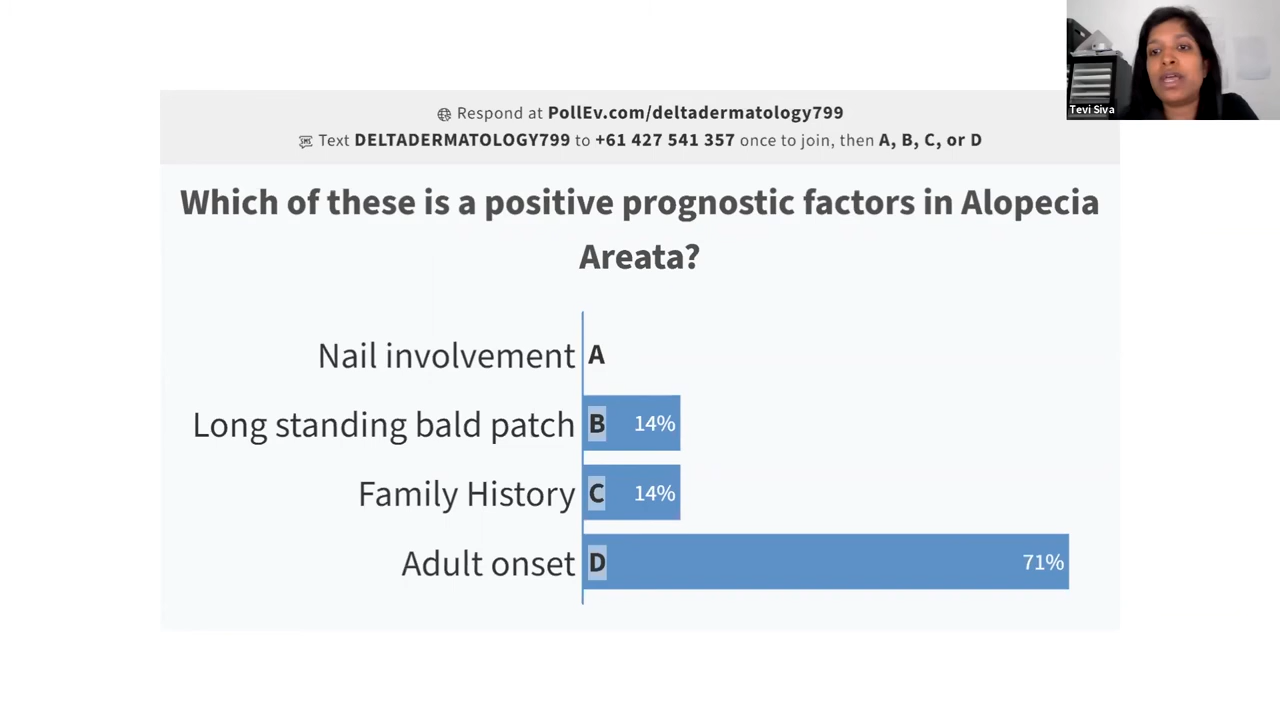 Respond at PollEv.com/deltadermatology799
Text DELTADERMATOLOGY799 to +61 427 541 357 once to join, then A, B, C, or D
Tevi Siva
Which of these is a positive prognostic factors in Alopecia
Areata?
Nail involvement A
Long standing bald patch B 14%
Family History C 14%
Adult onset D 71%